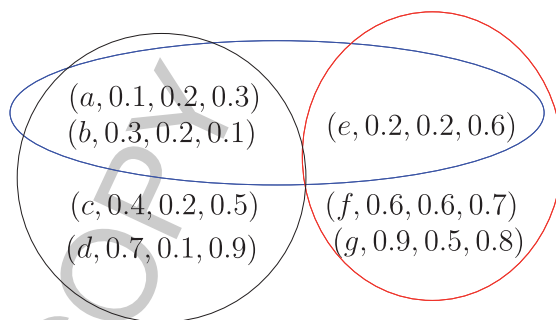 (a, 0.1, 0.2, 0.3)
(b, 0.3, 0.2, 0.1)
(e, 0.2, 0.2, 0.6)
(c, 0.4, 0.2, 0.5)
(d, 0.7, 0.1, 0.9)
(f, 0.6, 0.6, 0.7)
(g, 0.9, 0.5, 0.8)
OPY